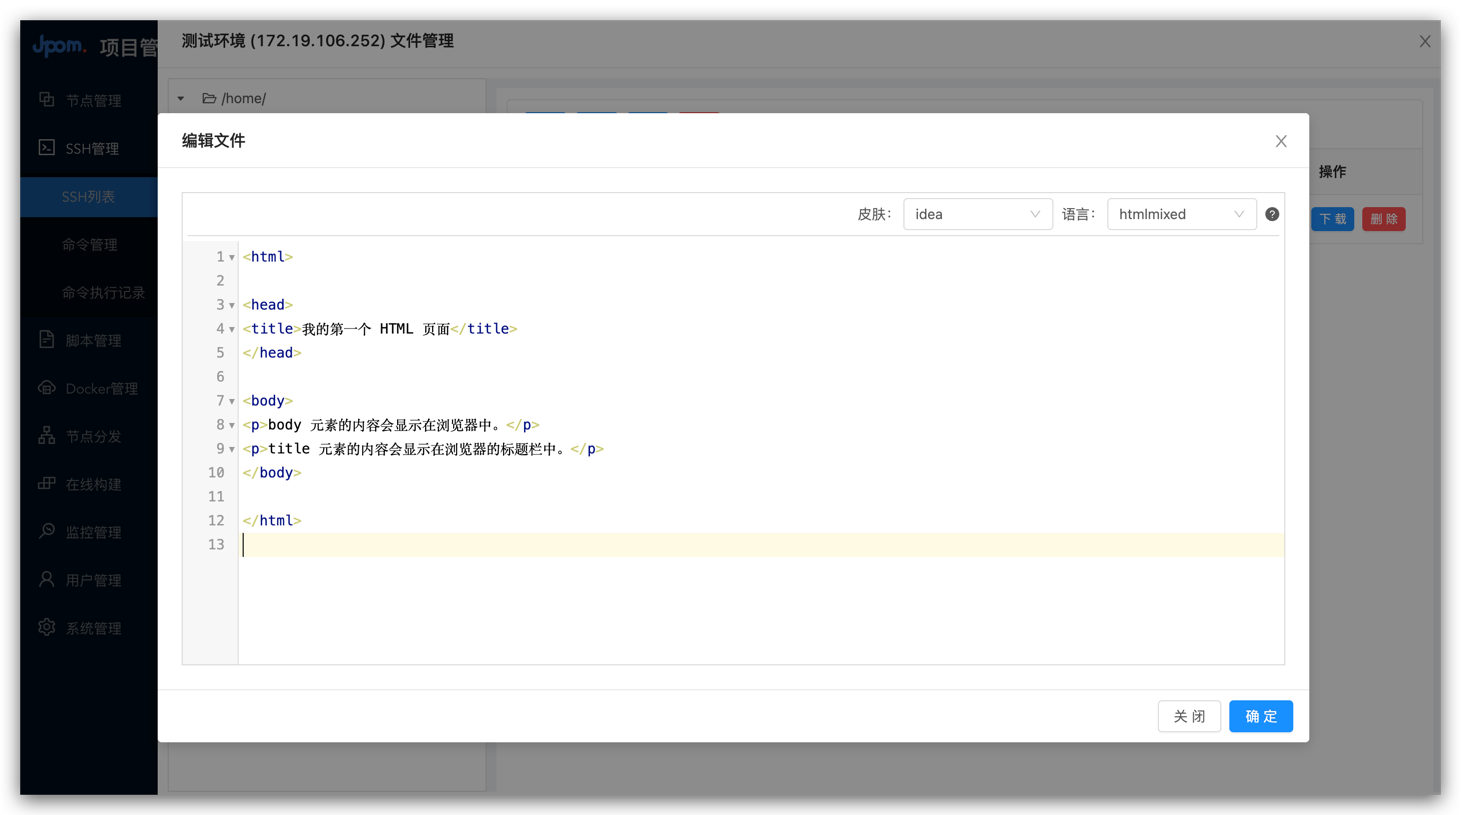 Jpom. 项目管
测试环境 (172.19.106.252) 文件管理
节点管理
SSH管理
SSH列表
命令管理
命令执行记录
脚本管理
Docker管理
节点分发
在线构建
监控管理
用户管理
系统管理
/home/
操作
下 载 删 除
编辑文件
皮肤： idea 语言： htmlmixed
1 <html>
2
3 <head>
4 <title>我的第一个 HTML 页面</title>
5 </head>
6
7 <body>
8 <p>body 元素的内容会显示在浏览器中。</p>
9 <p>title 元素的内容会显示在浏览器的标题栏中。</p>
10 </body>
11
12 </html>
13
关 闭 确 定